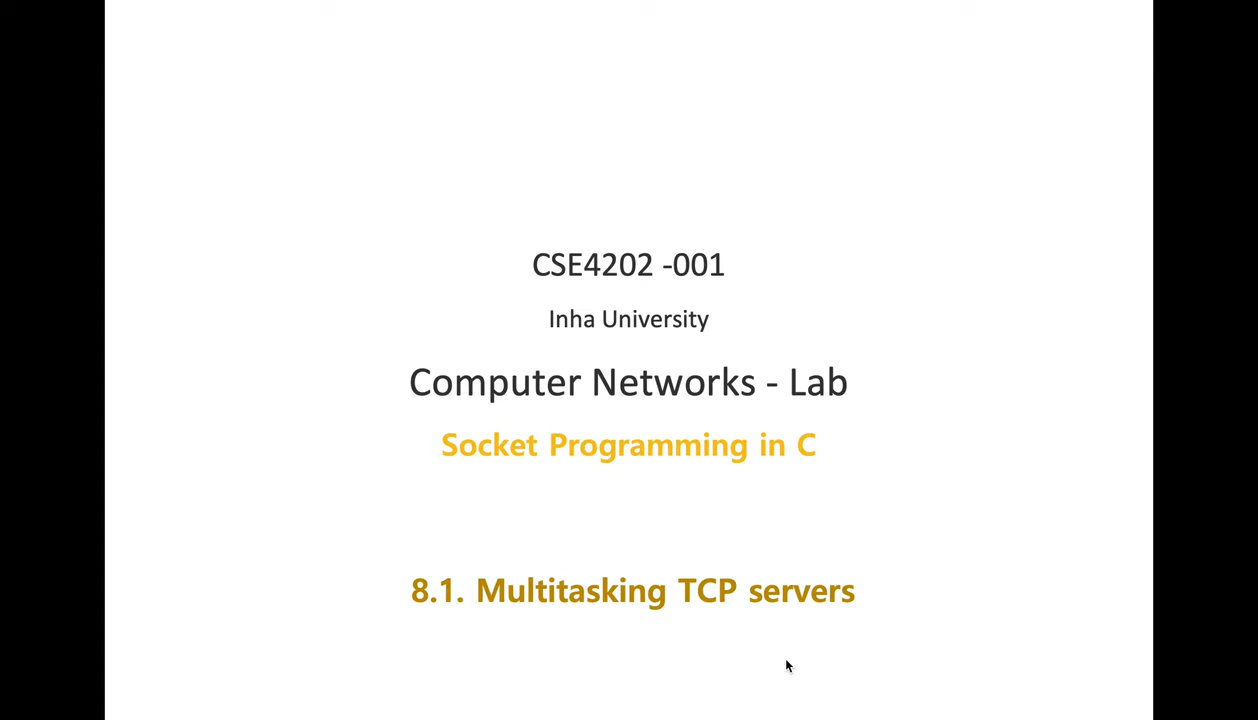 CSE4202 -001
Inha University
Computer Networks - Lab
Socket Programming in C
8.1. Multitasking TCP servers